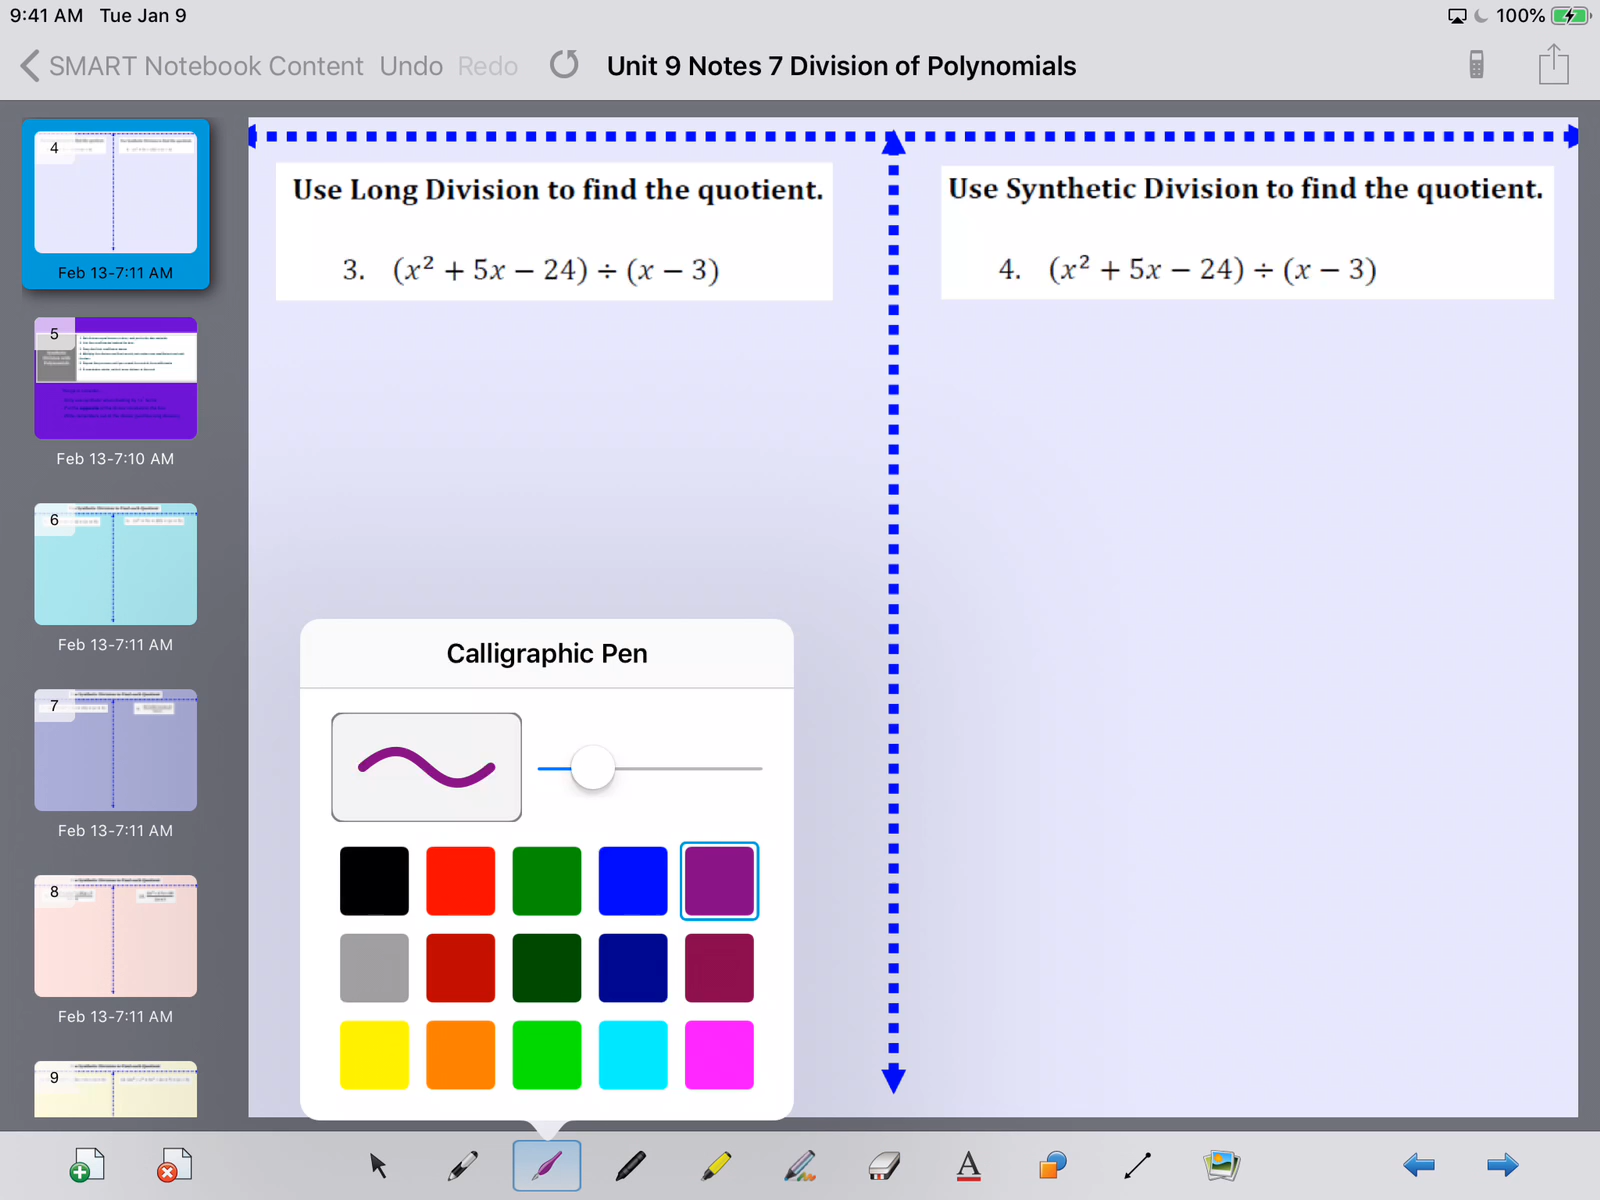 9:41 AM Tue Jan 9
100%
SMART Notebook Content Undo Redo
Unit 9 Notes 7 Division of Polynomials
4
Feb 13-7:11 AM
5
Feb 13-7:10 AM
6
Feb 13-7:11 AM
7
Feb 13-7:11 AM
8
Feb 13-7:11 AM
9
Use Long Division to find the quotient.
3. (x² + 5x − 24) ÷ (x − 3)
Use Synthetic Division to find the quotient.
4. (x² + 5x − 24) ÷ (x − 3)
Calligraphic Pen
A